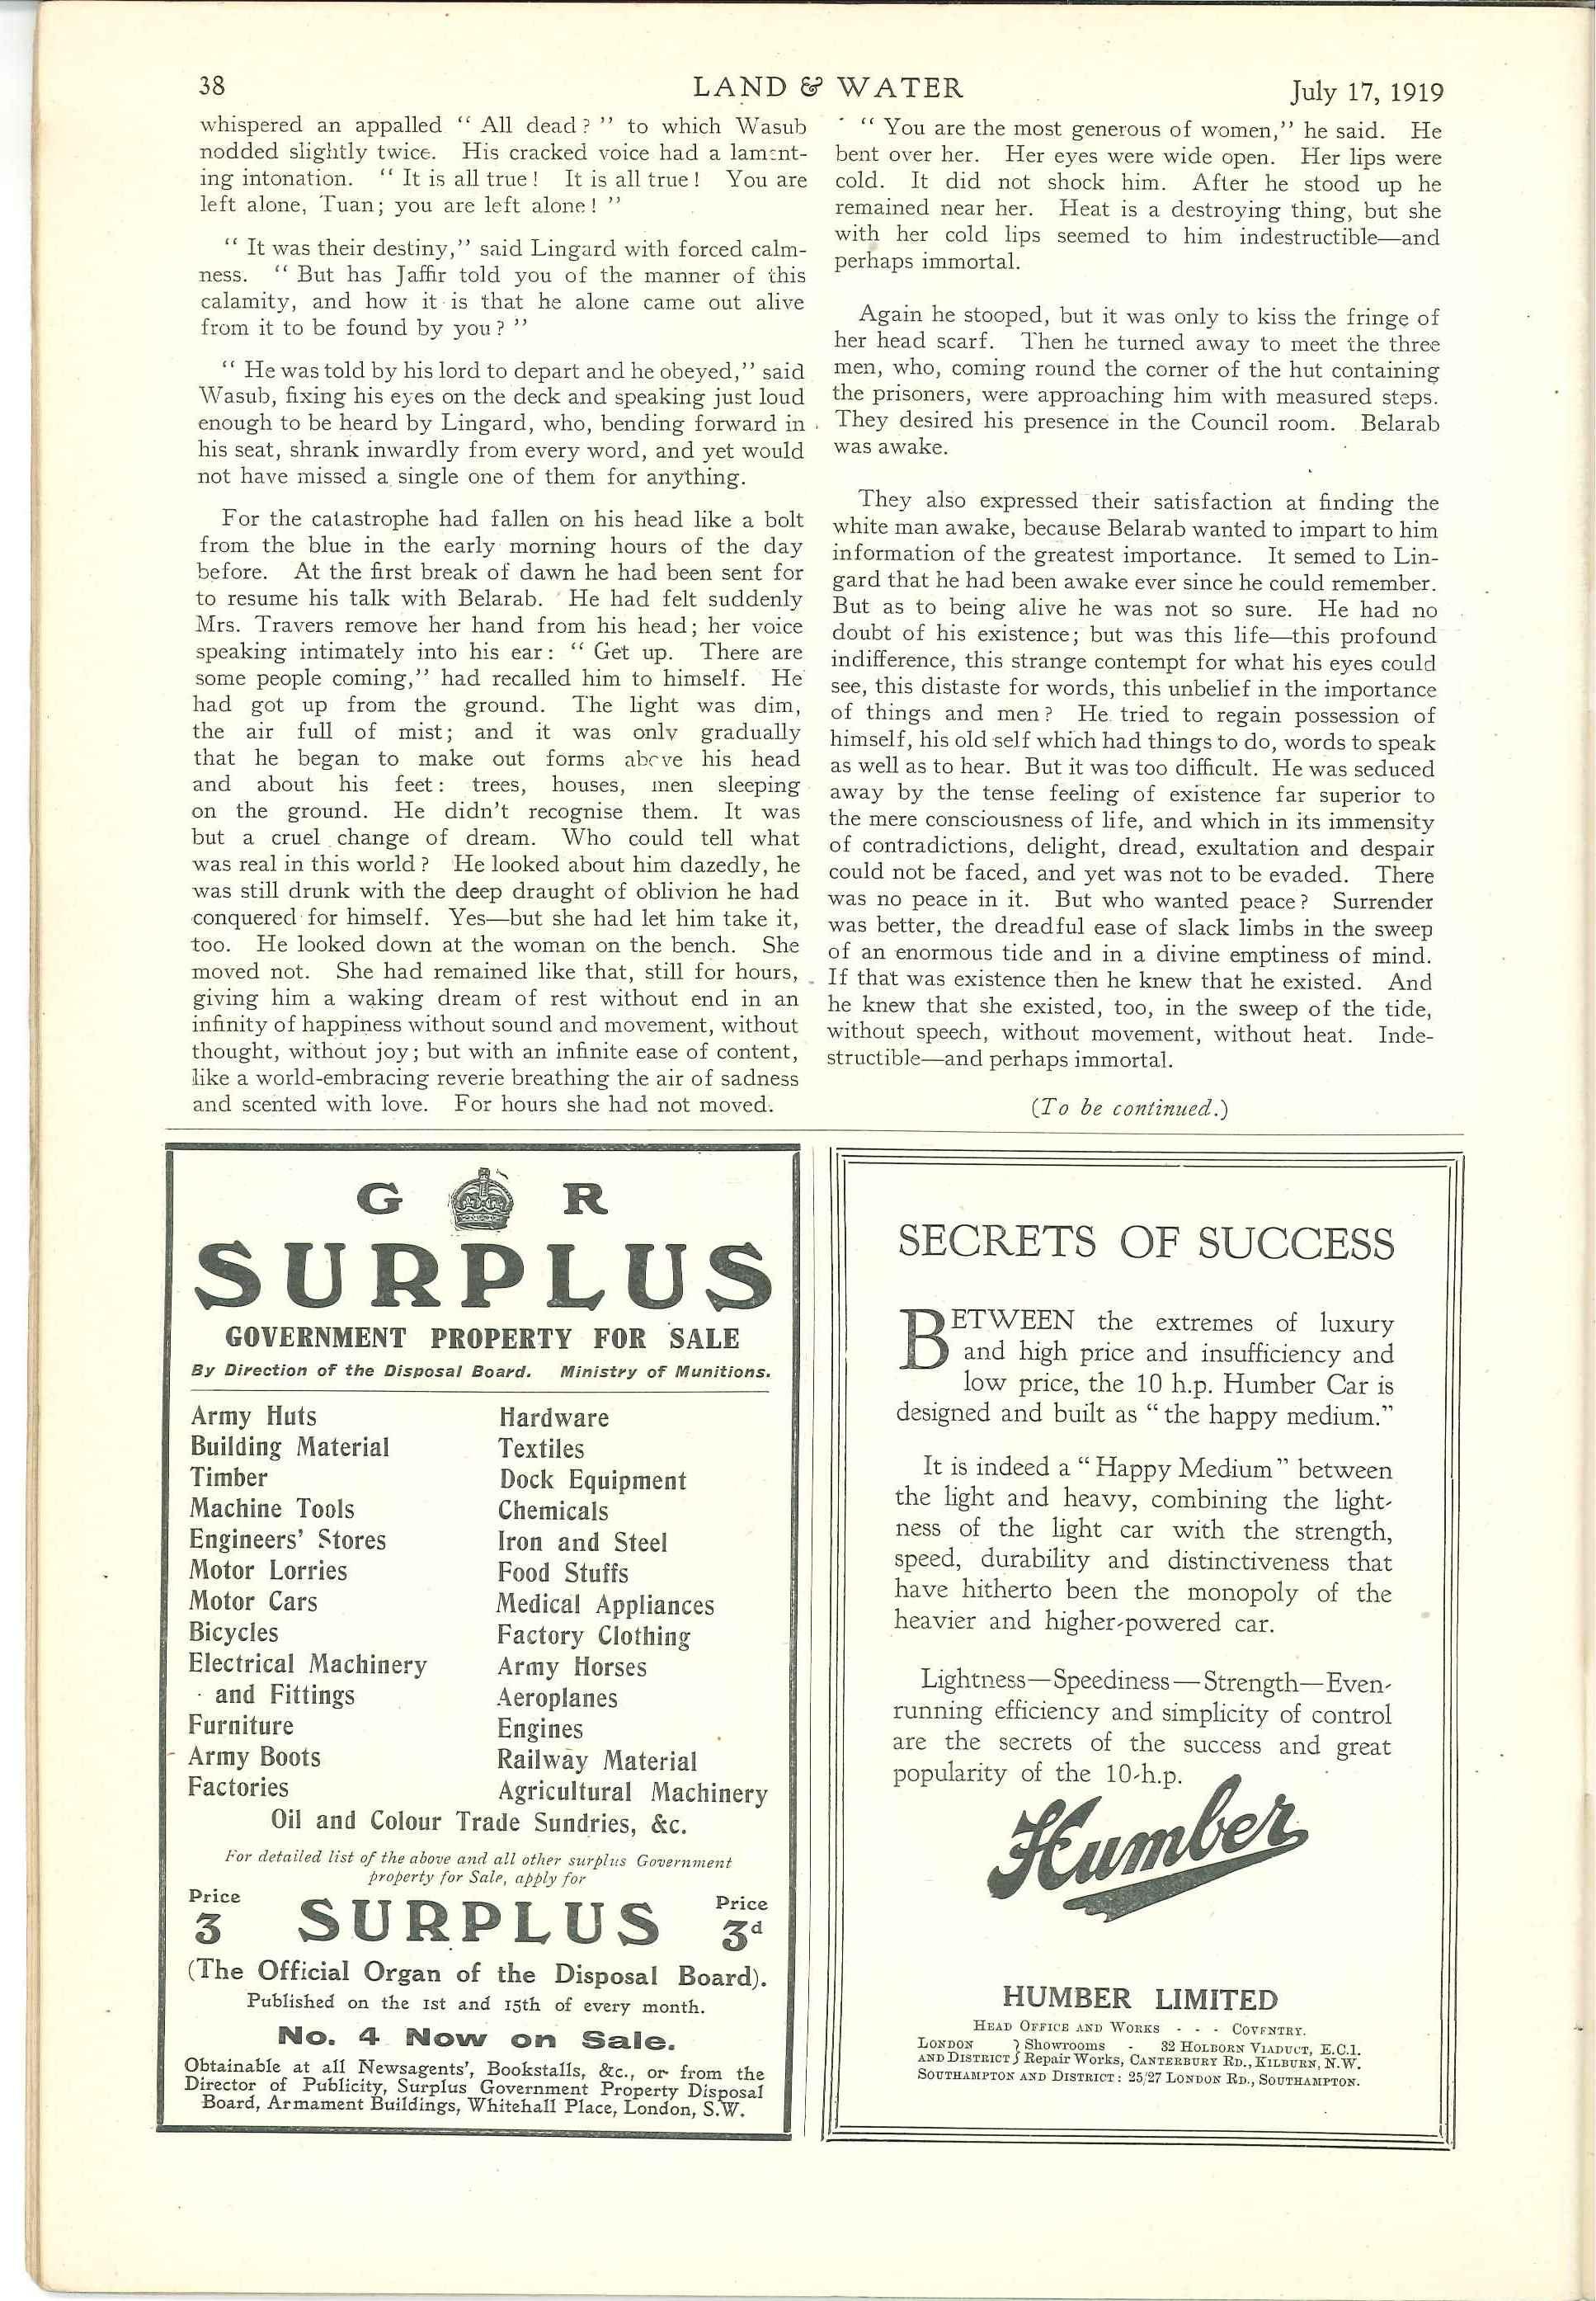 38
LAND & WATER
July 17, 1919
whispered an appalled “ All dead ? ” to which Wasub
nodded slightly twice. His cracked voice had a lament-
ing intonation. “ It is all true ! It is all true ! You are
left alone, Tuan; you are left alone ! ”
“ It was their destiny,” said Lingard with forced calm-
ness. “ But has Jaffir told you of the manner of this
calamity, and how it is that he alone came out alive
from it to be found by you ? ”
“ He was told by his lord to depart and he obeyed,” said
Wasub, fixing his eyes on the deck and speaking just loud
enough to be heard by Lingard, who, bending forward in
his seat, shrank inwardly from every word, and yet would
not have missed a single one of them for anything.
For the catastrophe had fallen on his head like a bolt
from the blue in the early morning hours of the day
before. At the first break of dawn he had been sent for
to resume his talk with Belarab. He had felt suddenly
Mrs. Travers remove her hand from his head; her voice
speaking intimately into his ear: “ Get up. There are
some people coming,” had recalled him to himself. He
had got up from the ground. The light was dim,
the air full of mist; and it was only gradually
that he began to make out forms above his head
and about his feet: trees, houses, men sleeping
on the ground. He didn’t recognise them. It was
but a cruel change of dream. Who could tell what
was real in this world ? He looked about him dazedly, he
was still drunk with the deep draught of oblivion he had
conquered for himself. Yes—but she had let him take it,
too. He looked down at the woman on the bench. She
moved not. She had remained like that, still for hours,
giving him a waking dream of rest without end in an
infinity of happiness without sound and movement, without
thought, without joy; but with an infinite ease of content,
like a world-embracing reverie breathing the air of sadness
and scented with love. For hours she had not moved.
“ You are the most generous of women,” he said. He
bent over her. Her eyes were wide open. Her lips were
cold. It did not shock him. After he stood up he
remained near her. Heat is a destroying thing, but she
with her cold lips seemed to him indestructible—and
perhaps immortal.
Again he stooped, but it was only to kiss the fringe of
her head scarf. Then he turned away to meet the three
men, who, coming round the corner of the hut containing
the prisoners, were approaching him with measured steps.
They desired his presence in the Council room. Belarab
was awake.
They also expressed their satisfaction at finding the
white man awake, because Belarab wanted to impart to him
information of the greatest importance. It semed to Lin-
gard that he had been awake ever since he could remember.
But as to being alive he was not so sure. He had no
doubt of his existence; but was this life—this profound
indifference, this strange contempt for what his eyes could
see, this distaste for words, this unbelief in the importance
of things and men ? He tried to regain possession of
himself, his old self which had things to do, words to speak
as well as to hear. But it was too difficult. He was seduced
away by the tense feeling of existence far superior to
the mere consciousness of life, and which in its immensity
of contradictions, delight, dread, exultation and despair
could not be faced, and yet was not to be evaded. There
was no peace in it. But who wanted peace ? Surrender
was better, the dreadful ease of slack limbs in the sweep
of an enormous tide and in a divine emptiness of mind.
If that was existence then he knew that he existed. And
he knew that she existed, too, in the sweep of the tide,
without speech, without movement, without heat. Inde-
structible—and perhaps immortal.
(To be continued.)
G R
SURPLUS
GOVERNMENT PROPERTY FOR SALE
By Direction of the Disposal Board. Ministry of Munitions.
Army Huts
Building Material
Timber
Machine Tools
Engineers’ Stores
Motor Lorries
Motor Cars
Bicycles
Electrical Machinery
and Fittings
Furniture
Army Boots
Factories
Hardware
Textiles
Dock Equipment
Chemicals
Iron and Steel
Food Stuffs
Medical Appliances
Factory Clothing
Army Horses
Aeroplanes
Engines
Railway Material
Agricultural Machinery
Oil and Colour Trade Sundries, &c.
For detailed list of the above and all other surplus Government
property for Sale, apply for
Price
3
SURPLUS
Price
3d
(The Official Organ of the Disposal Board).
Published on the 1st and 15th of every month.
No. 4 Now on Sale.
Obtainable at all Newsagents’, Bookstalls, &c., or from the
Director of Publicity, Surplus Government Property Disposal
Board, Armament Buildings, Whitehall Place, London, S.W.
SECRETS OF SUCCESS
BETWEEN the extremes of luxury
and high price and insufficiency and
low price, the 10 h.p. Humber Car is
designed and built as “the happy medium.”
It is indeed a “Happy Medium” between
the light and heavy, combining the light-
ness of the light car with the strength,
speed, durability and distinctiveness that
have hitherto been the monopoly of the
heavier and higher-powered car.
Lightness—Speediness—Strength—Even-
running efficiency and simplicity of control
are the secrets of the success and great
popularity of the 10-h.p.
Humber
HUMBER LIMITED
HEAD OFFICE AND WORKS - - - COVENTRY.
LONDON } Showrooms - 32 HOLBORN VIADUCT, E.C.1.
AND DISTRICT } Repair Works, CANTERBURY RD., KILBURN, N.W.
SOUTHAMPTON AND DISTRICT: 25/27 LONDON RD., SOUTHAMPTON.